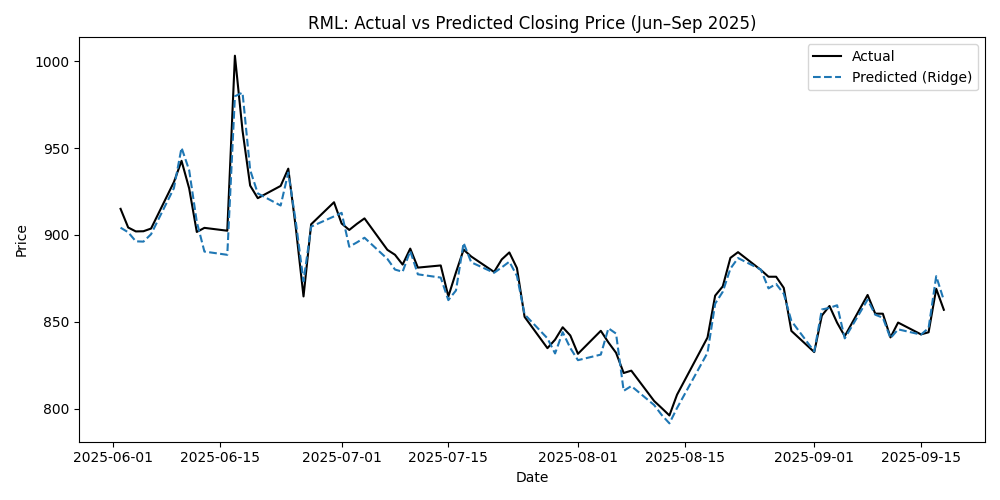 RML: Actual vs Predicted Closing Price (Jun–Sep 2025)
Actual
Predicted (Ridge)
Price
1000
950
900
850
800
2025-06-01 2025-06-15 2025-07-01 2025-07-15 2025-08-01 2025-08-15 2025-09-01 2025-09-15
Date